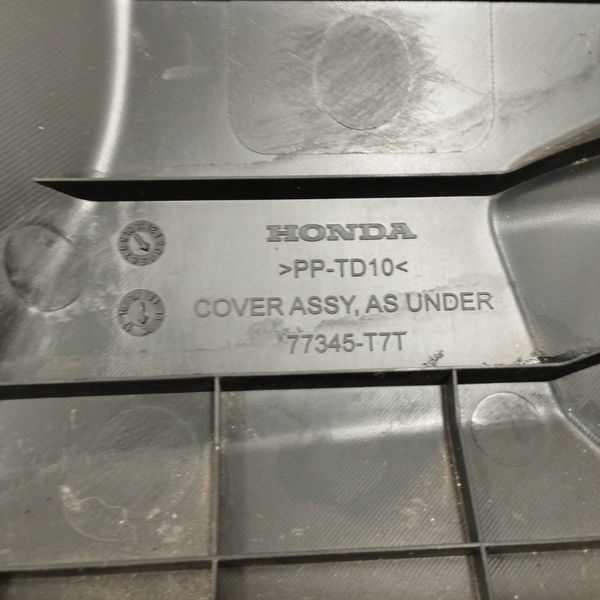 HONDA
>PP-TD10<
COVER ASSY, AS UNDER
77345-T7T